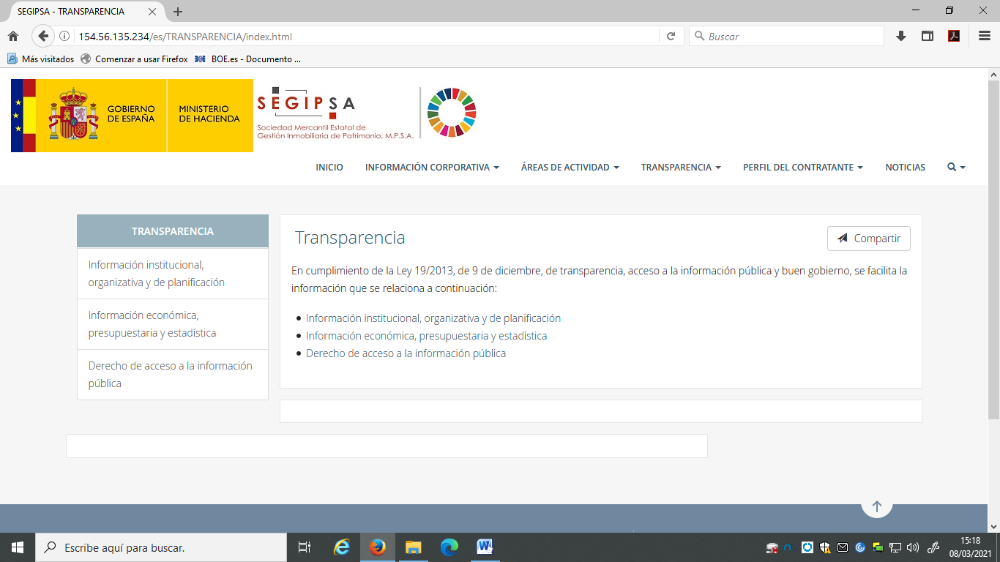 SEGIPSA - TRANSPARENCIA
154.56.135.234/es/TRANSPARENCIA/index.html
Buscar
Más visitados
Comenzar a usar Firefox
BOE.es - Documento ...
GOBIERNO
DE ESPAÑA
MINISTERIO
DE HACIENDA
SEGIPSA
Sociedad Mercantil Estatal de
Gestión Inmobiliaria de Patrimonio, M.P.S.A.
INICIO
INFORMACIÓN CORPORATIVA
ÁREAS DE ACTIVIDAD
TRANSPARENCIA
PERFIL DEL CONTRATANTE
NOTICIAS
TRANSPARENCIA
Información institucional,
organizativa y de planificación
Información económica,
presupuestaria y estadística
Derecho de acceso a la información
pública
Transparencia
Compartir
En cumplimiento de la Ley 19/2013, de 9 de diciembre, de transparencia, acceso a la información pública y buen gobierno, se facilita la
información que se relaciona a continuación:
Información institucional, organizativa y de planificación
Información económica, presupuestaria y estadística
Derecho de acceso a la información pública
Escribe aquí para buscar.
15:18
08/03/2021